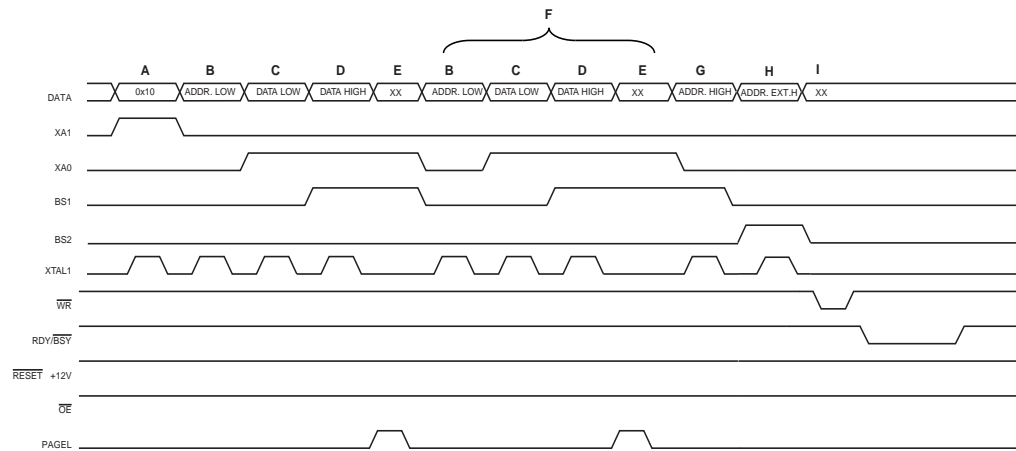 F
A B C D E B C D E G H I
DATA 0x10 ADDR. LOW DATA LOW DATA HIGH XX ADDR. LOW DATA LOW DATA HIGH XX ADDR. HIGH ADDR. EXT.H XX
XA1
XA0
BS1
BS2
XTAL1
WR
RDY/BSY
RESET +12V
OE
PAGEL